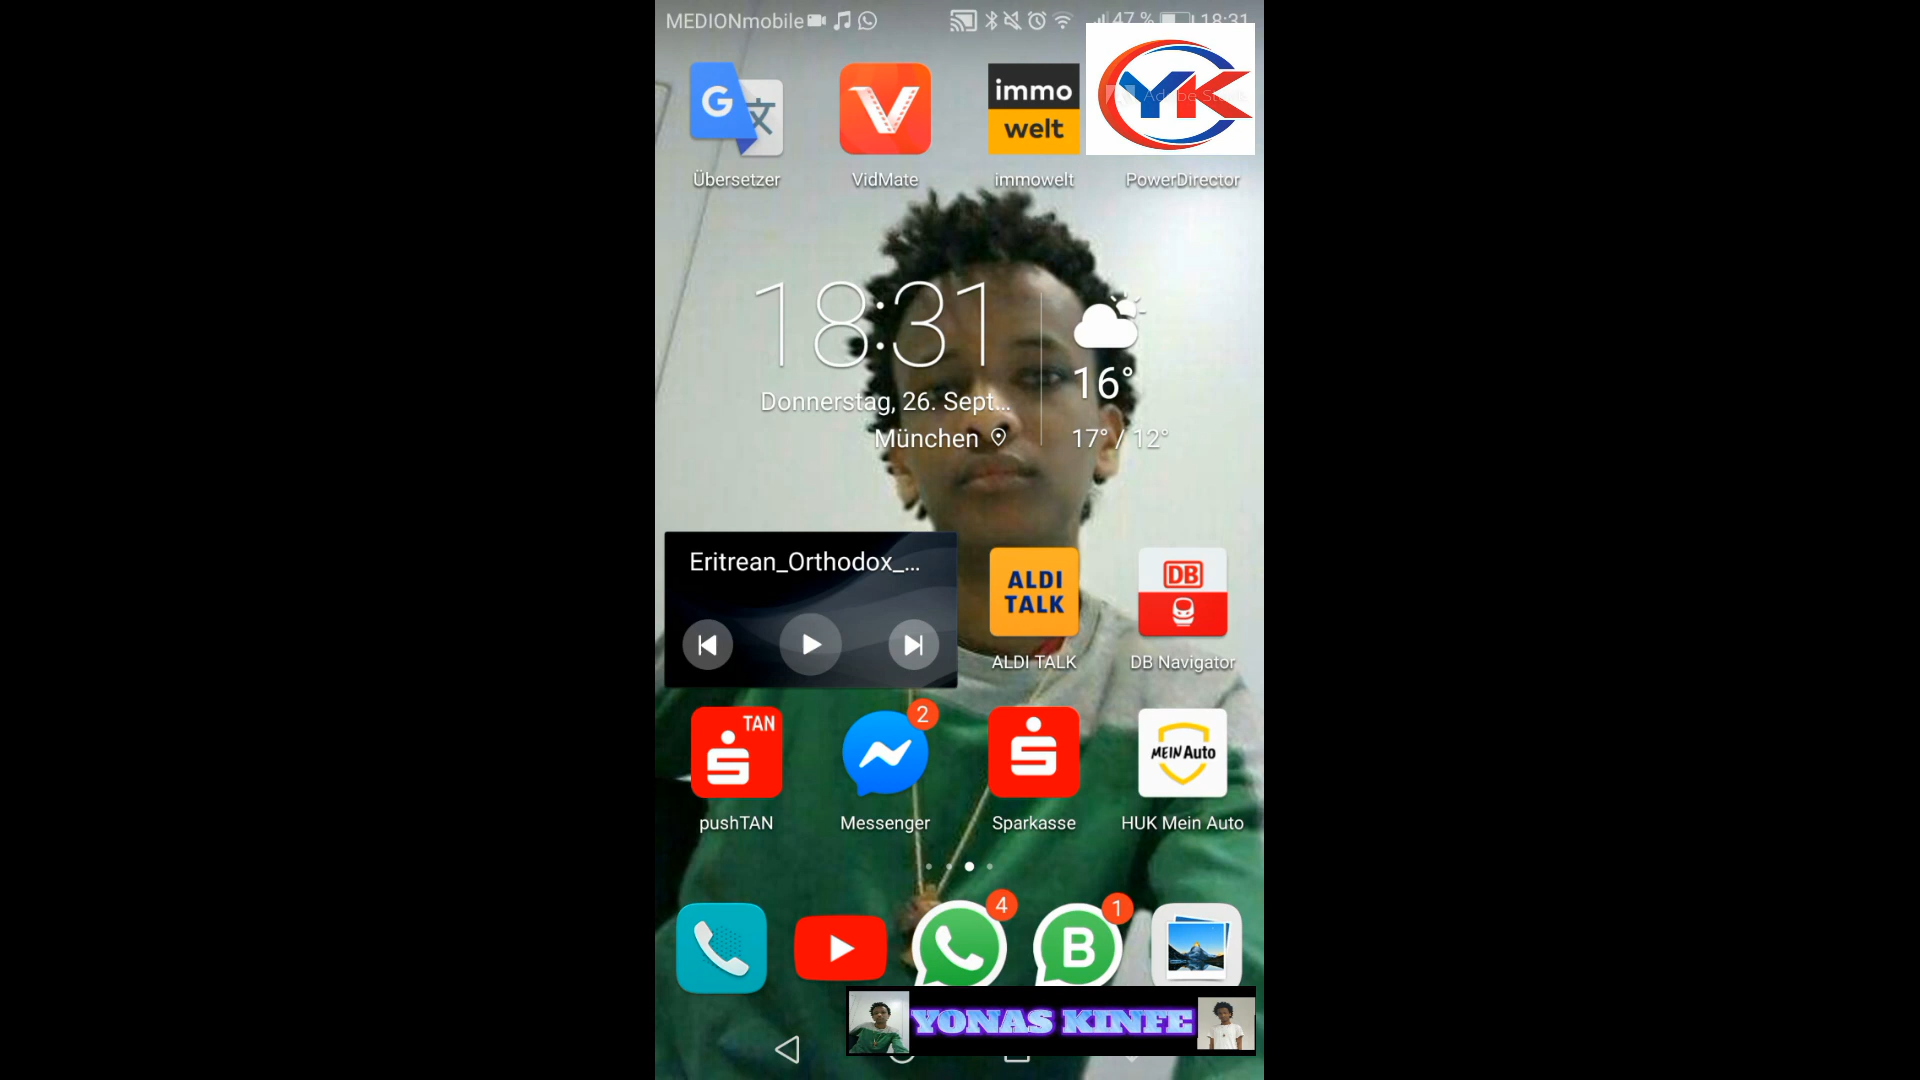 MEDIONmobile 47 % 18:31
G
文
V
immo
welt
YK
Übersetzer
VidMate
immowelt
PowerDirector
18:31
16°
Donnerstag, 26. Sept...
München
17° / 12°
Eritrean_Orthodox_...
ALDI
TALK
DB
ALDI TALK
DB Navigator
TAN
2
MEIN Auto
pushTAN
Messenger
Sparkasse
HUK Mein Auto
4
1
B
YONAS KINFE